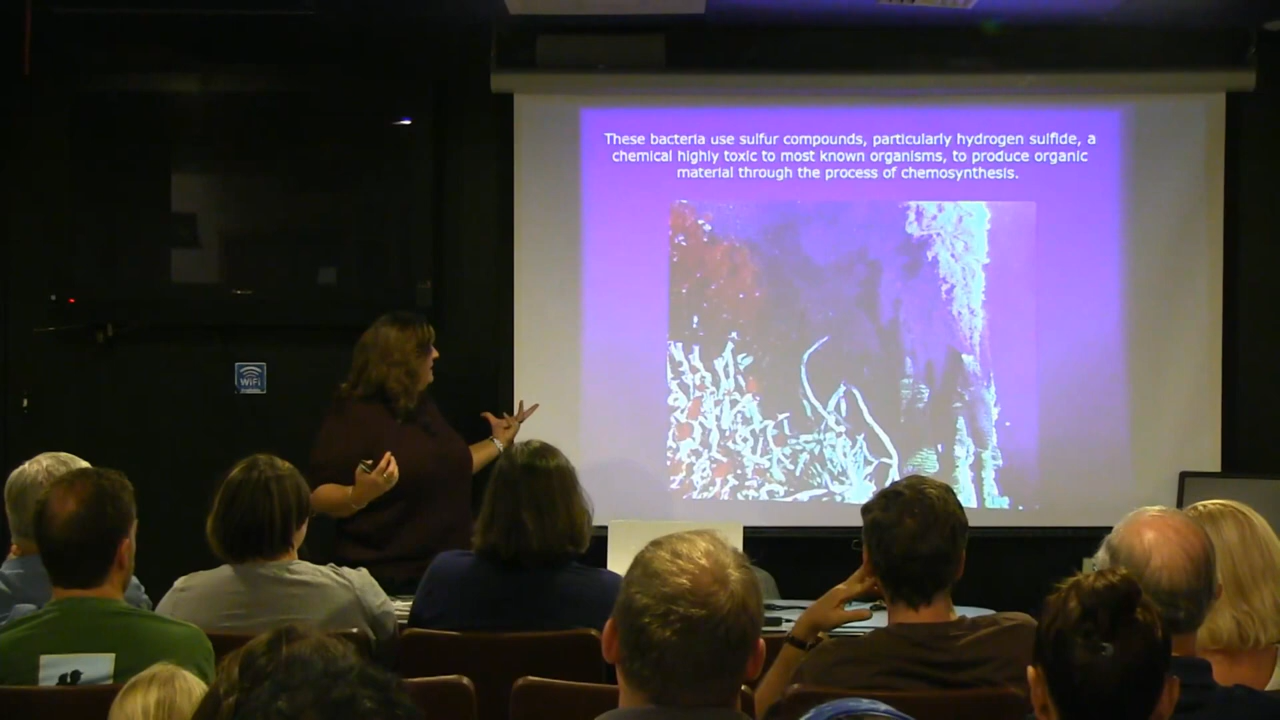 These bacteria use sulfur compounds, particularly hydrogen sulfide, a
chemical highly toxic to most known organisms, to produce organic
material through the process of chemosynthesis.
WiFi